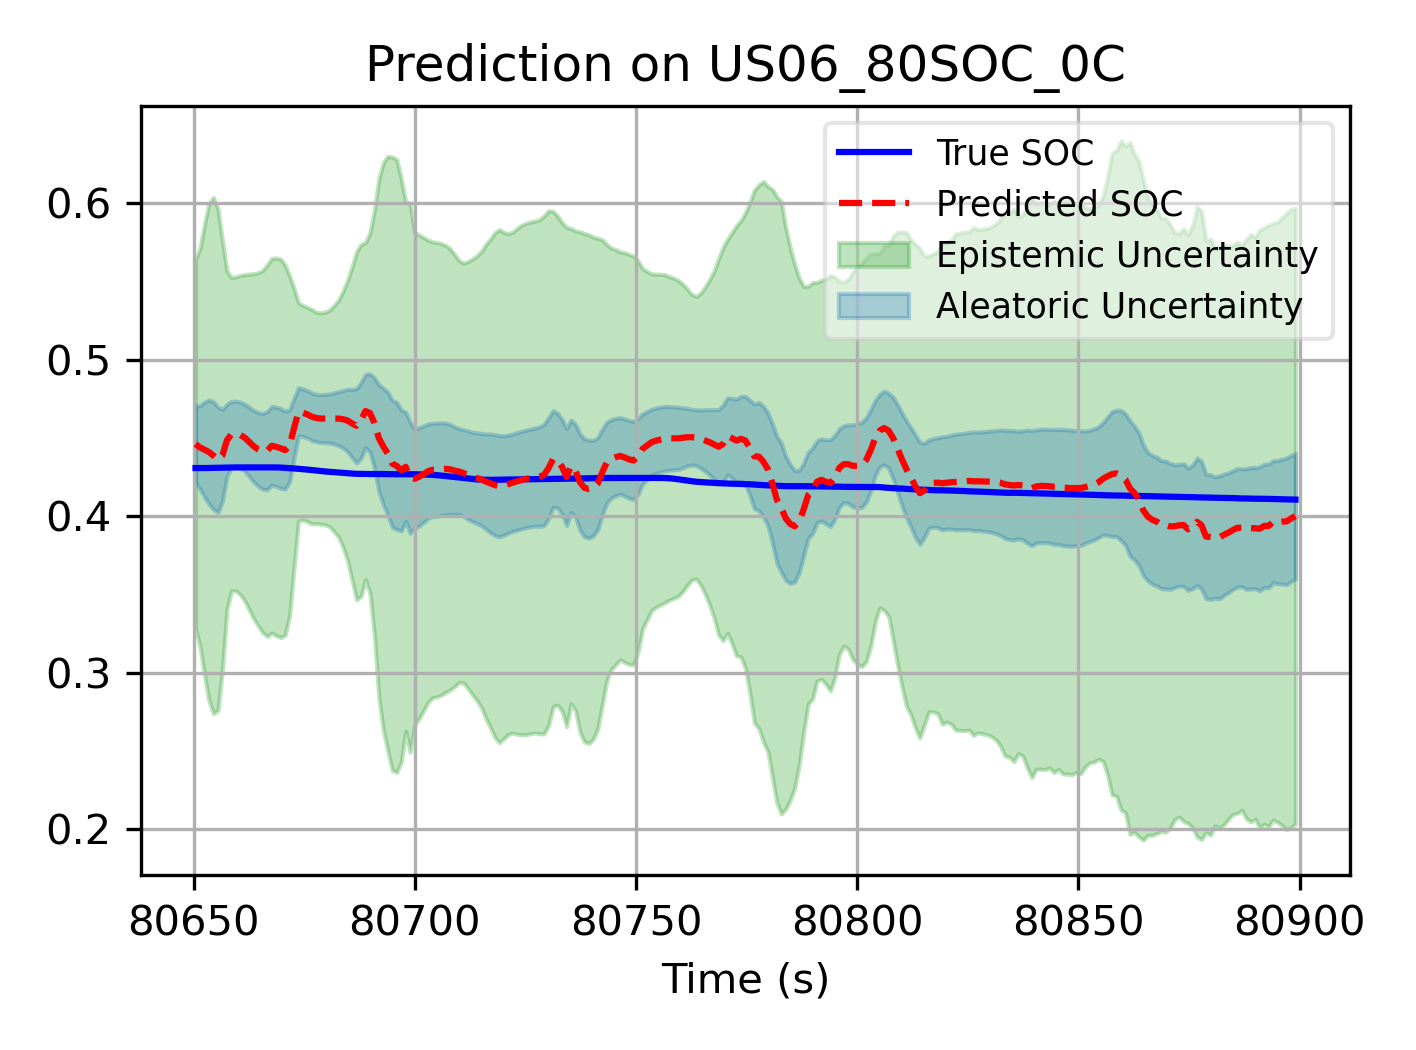 Prediction on US06_80SOC_0C
True SOC
Predicted SOC
Epistemic Uncertainty
Aleatoric Uncertainty
0.6
0.5
0.4
0.3
0.2
80650 80700 80750 80800 80850 80900
Time (s)